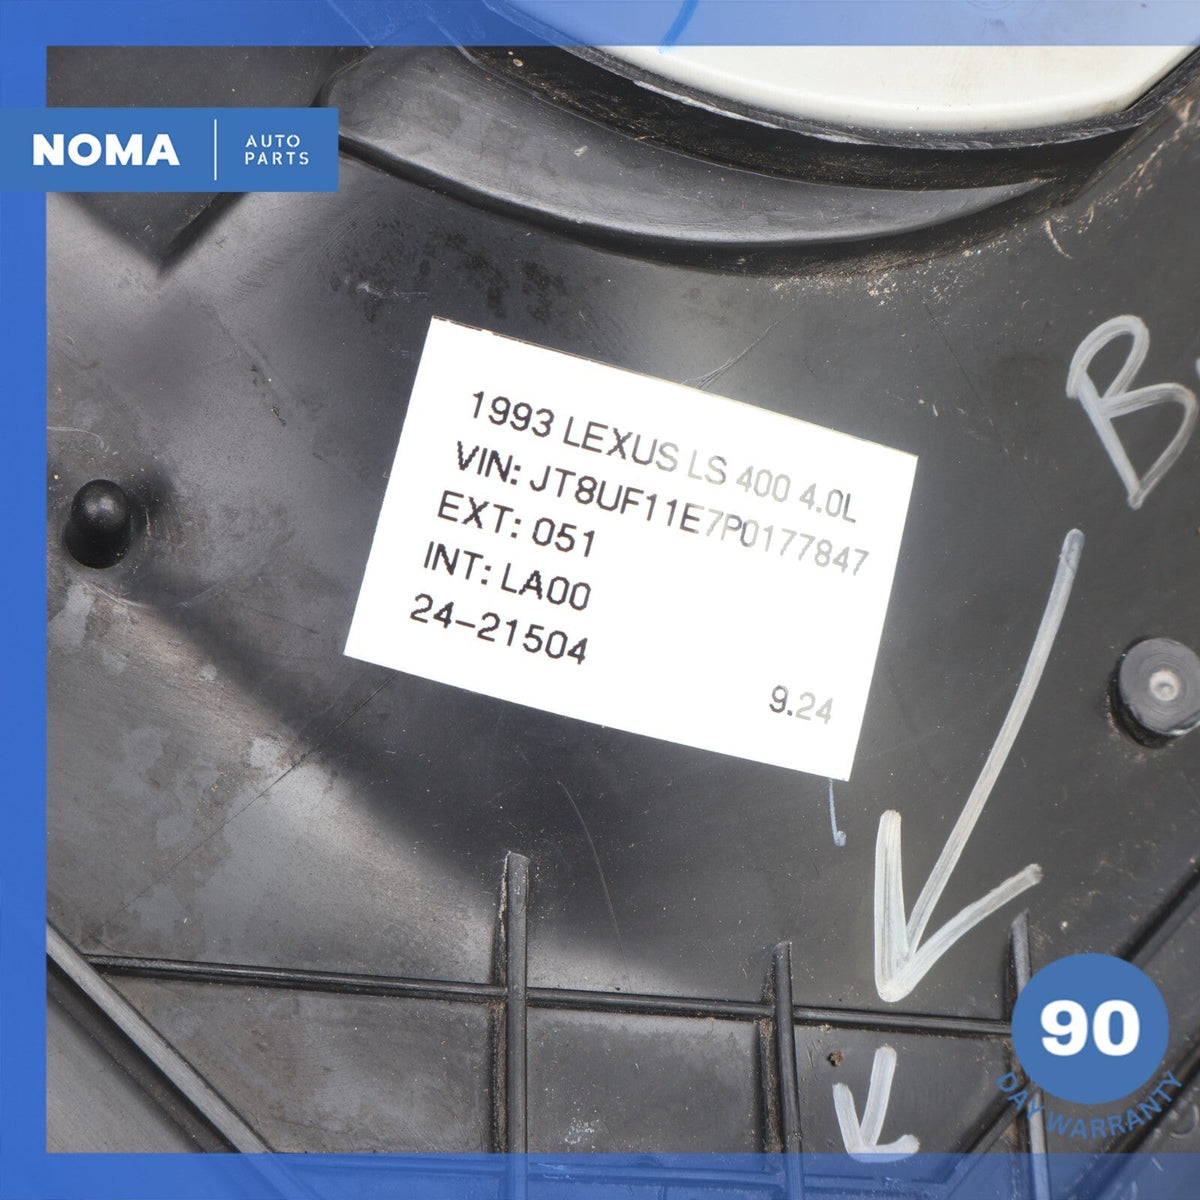 NOMA
AUTO
PARTS
1993 LEXUS LS 400 4.0L
VIN: JT8UF11E7P0177847
EXT: 051
INT: LA00
24-21504
9.24
B
90
DAY WARRANTY